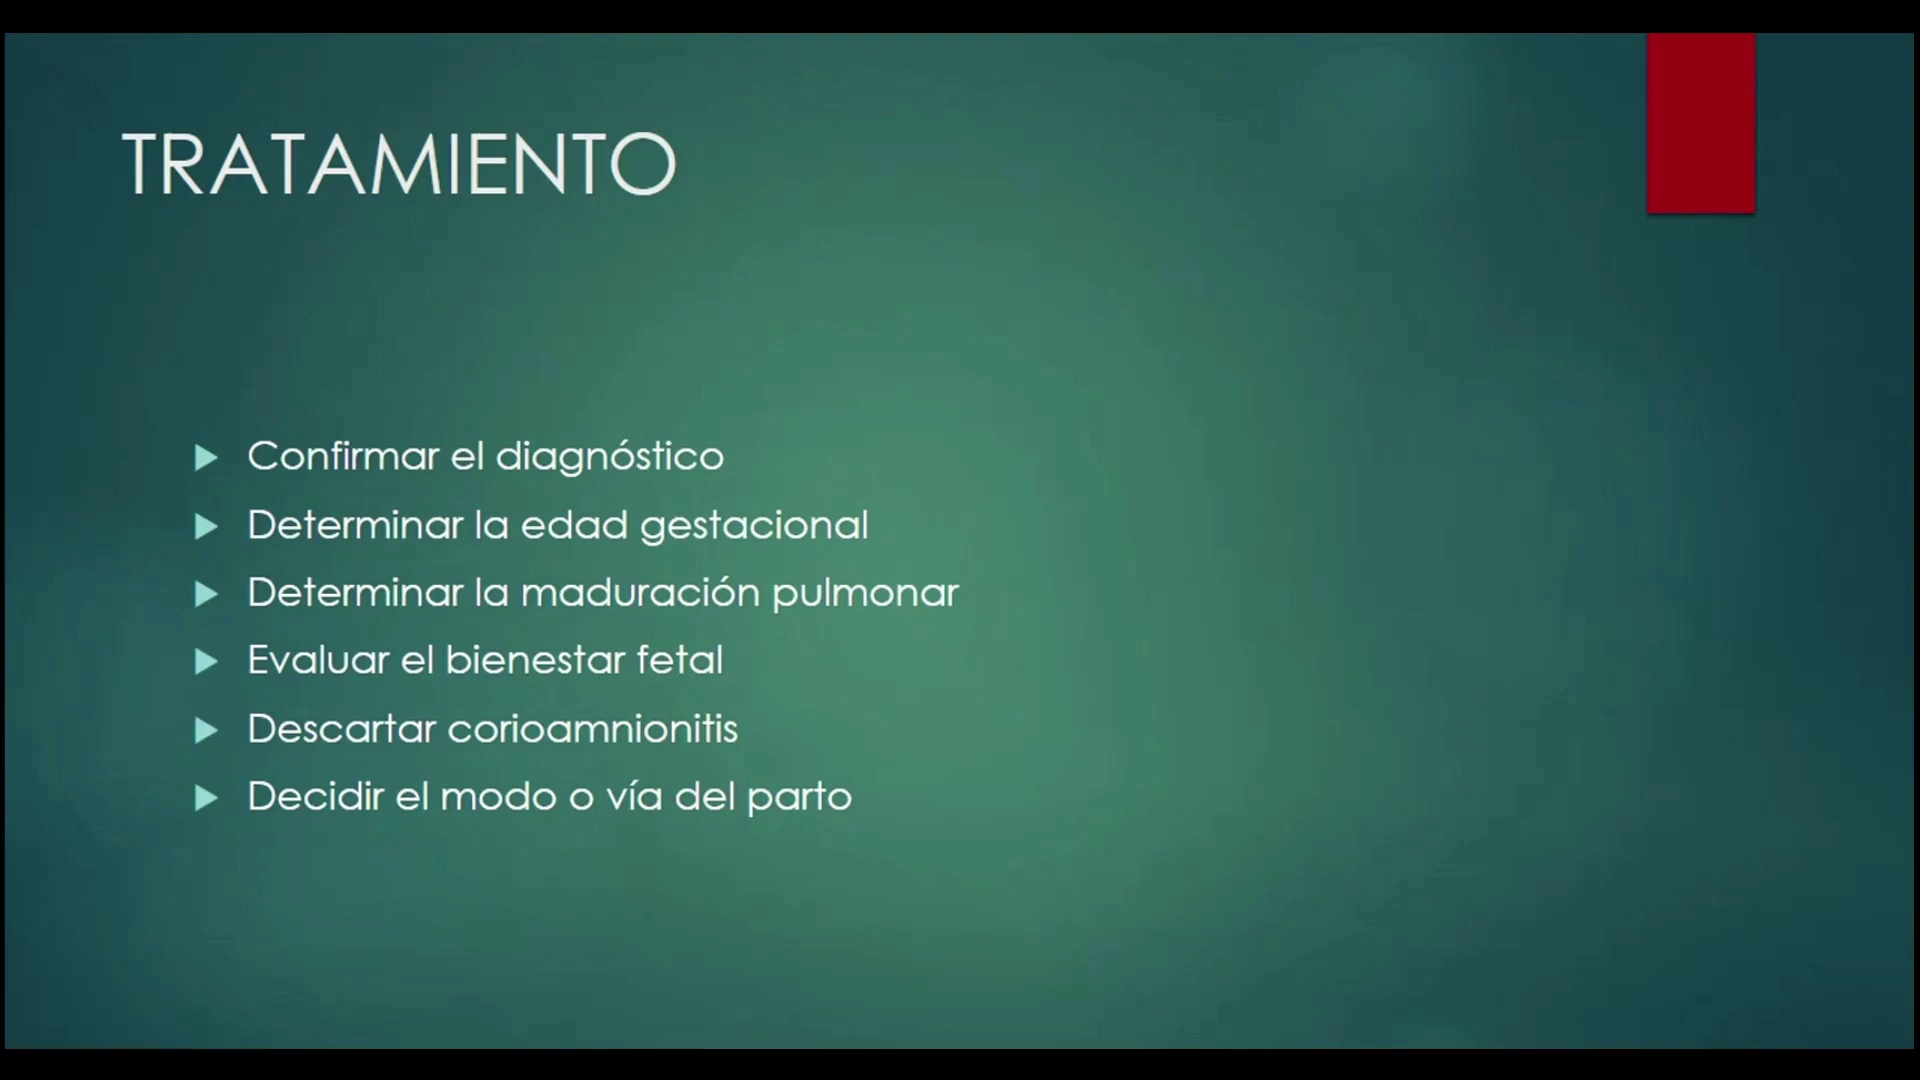 TRATAMIENTO
Confirmar el diagnóstico
Determinar la edad gestacional
Determinar la maduración pulmonar
Evaluar el bienestar fetal
Descartar corioamnionitis
Decidir el modo o vía del parto